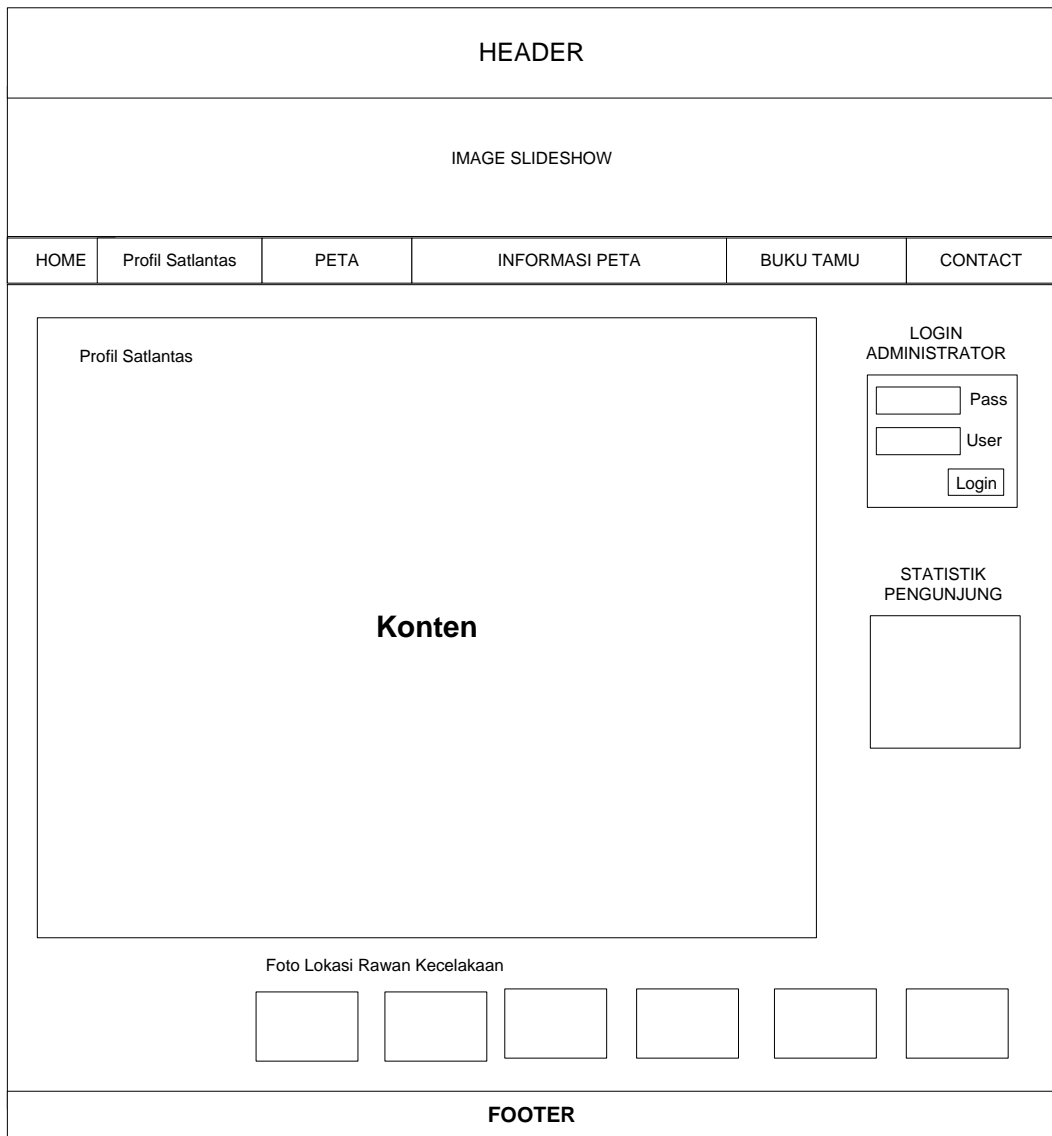 HEADER
IMAGE SLIDESHOW
HOME
Profil Satlantas
PETA
INFORMASI PETA
BUKU TAMU
CONTACT
Profil Satlantas
Konten
LOGIN
ADMINISTRATOR
Pass
User
Login
STATISTIK
PENGUNJUNG
Foto Lokasi Rawan Kecelakaan
FOOTER